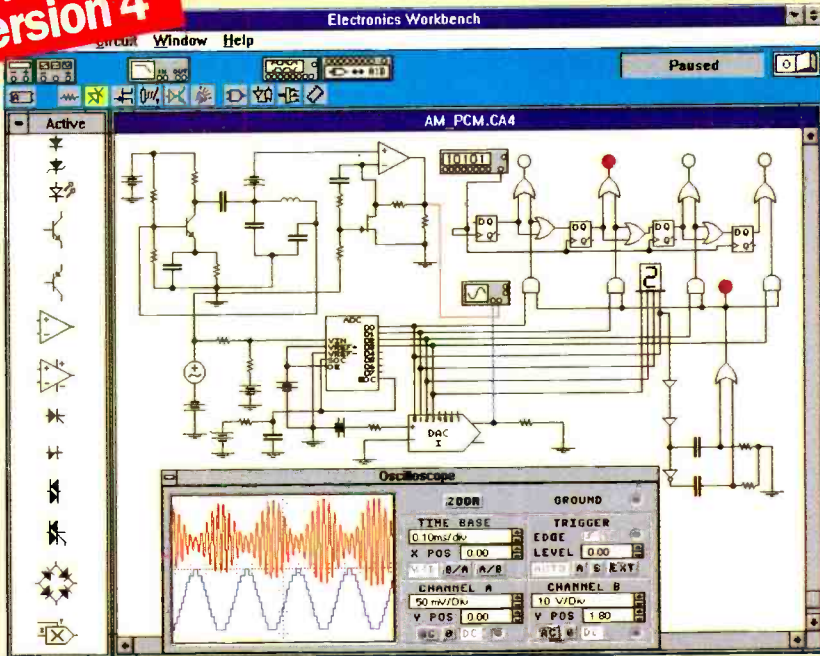 ersion 4
Electronics Workbench
Circuit Window Help
IN OUT
Paused
Active
AM_PCM.CA4
10101
D Q
D Q
D Q
D Q
2
ADC
DAC
I
Oscilloscope
ZOOM
GROUND
TIME BASE
TRIGGER
0.10ms/div
EDGE
X POS 0.00
LEVEL 0.00
B/A A/B
AUTO A B EXT
CHANNEL A
CHANNEL B
50 mV/Div
10 V/Div
Y POS 0.00
Y POS 1.80
AC 0 DC
AC 0 DC